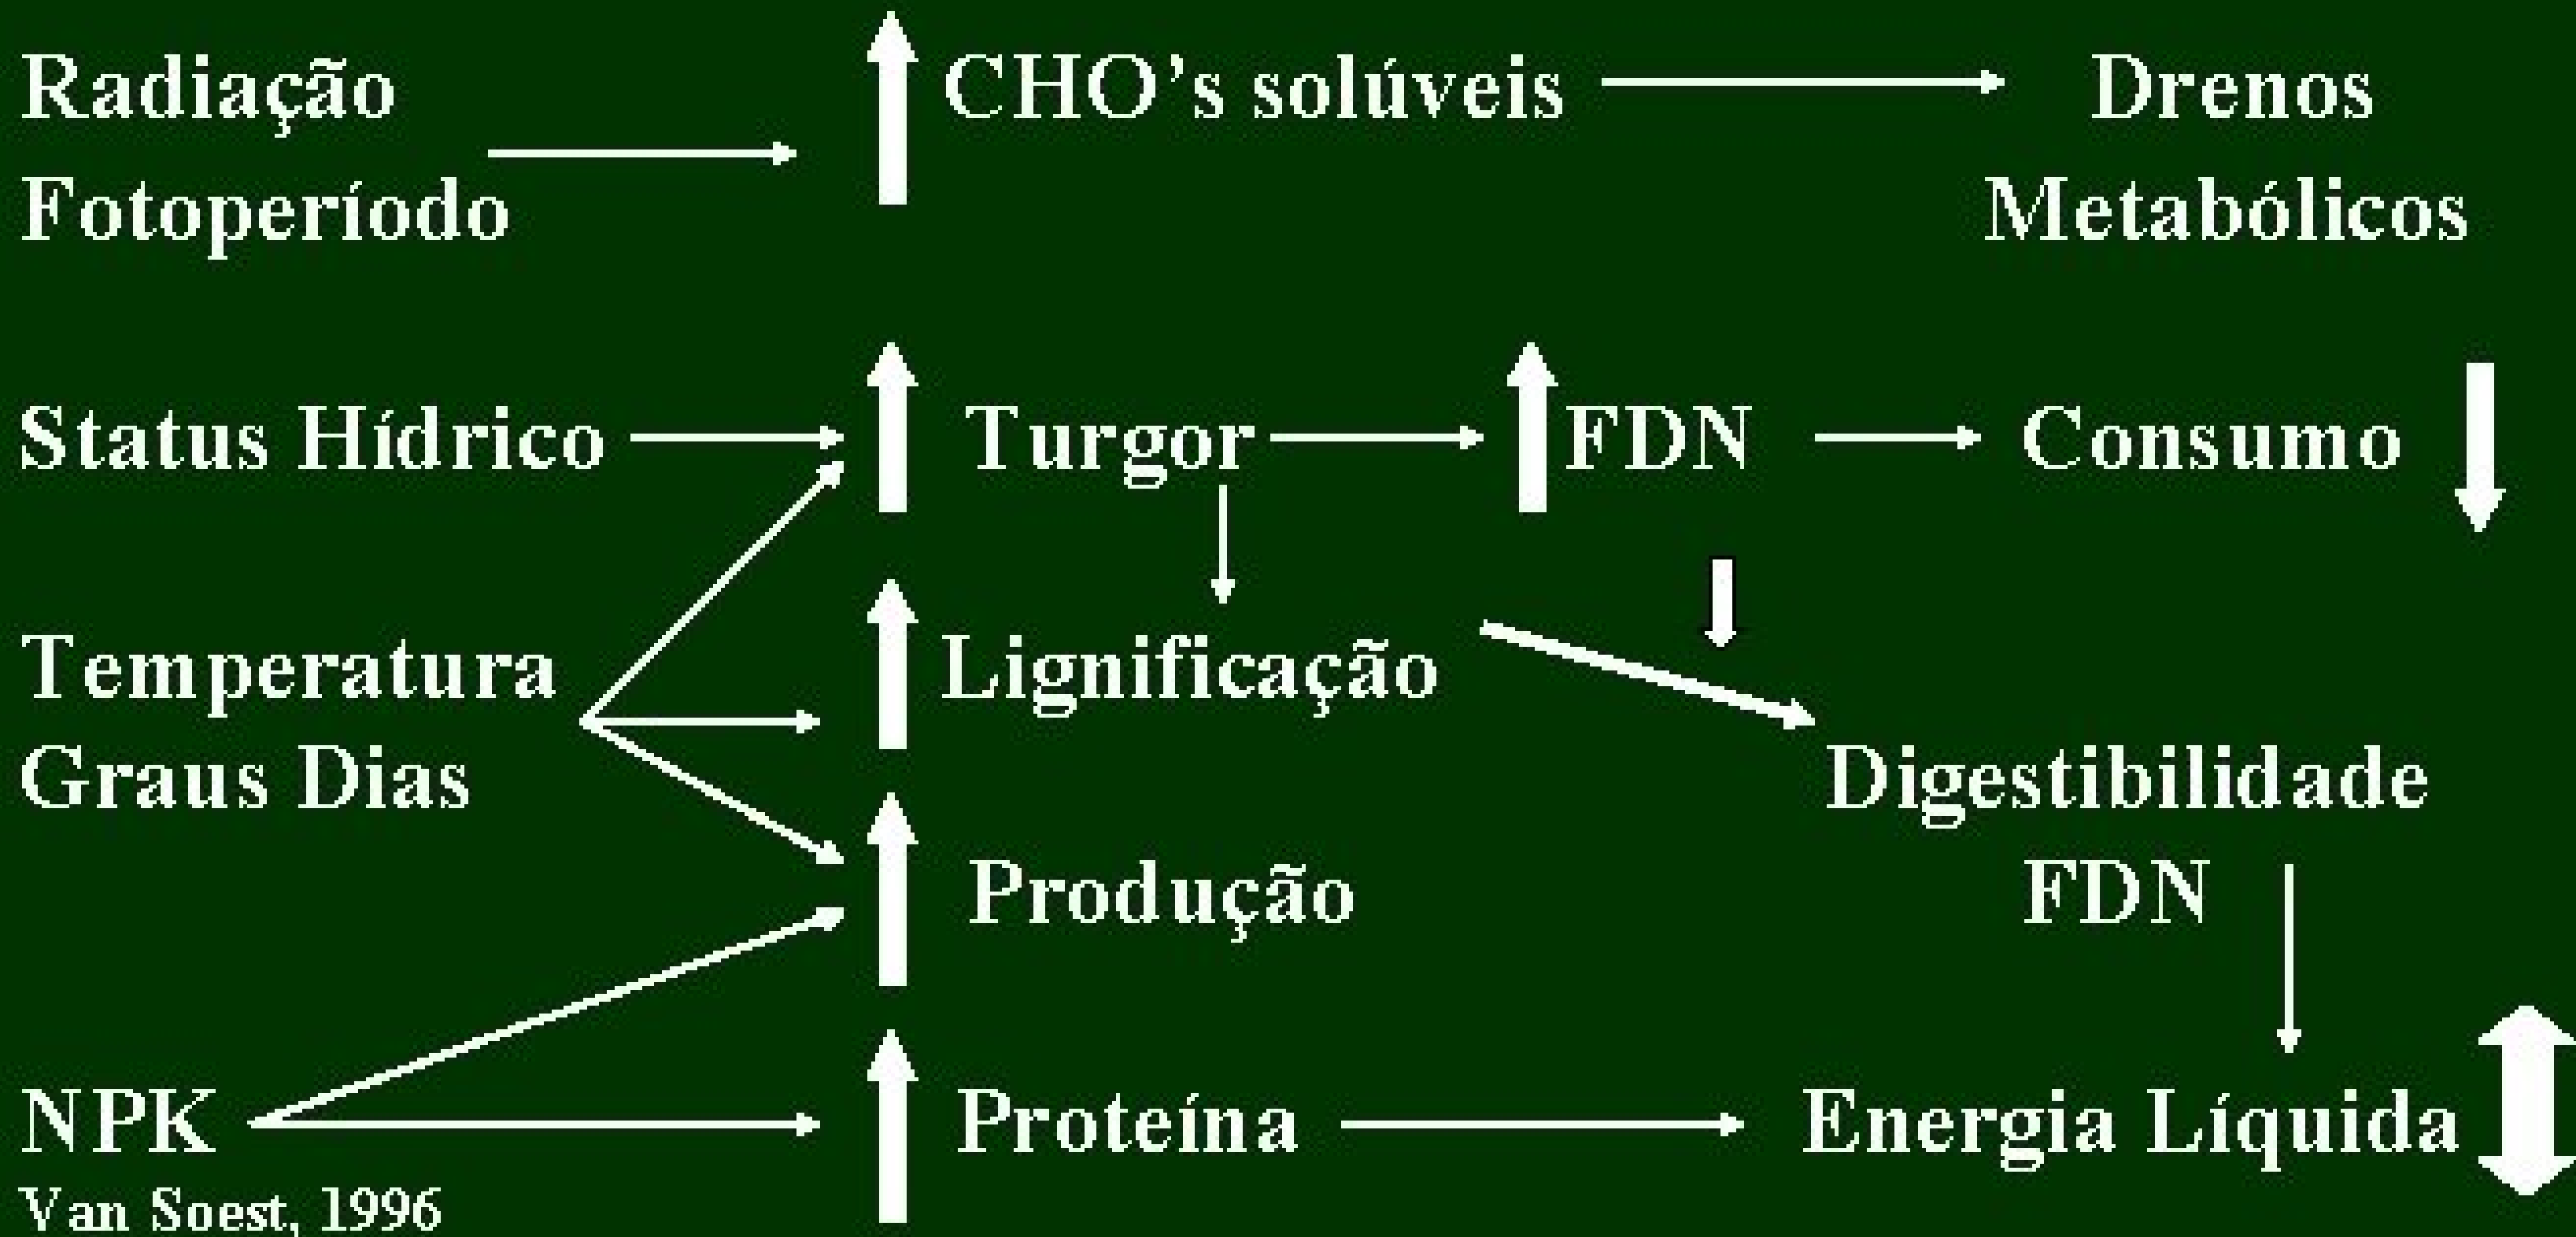 Radiação
Fotoperíodo
CHO’s solúveis
Drenos
Metabólicos
Status Hídrico
Turgor
FDN
Consumo
Temperatura
Graus Dias
Lignificação
Digestibilidade
FDN
Produção
NPK
Proteína
Energia Líquida
Van Soest, 1996